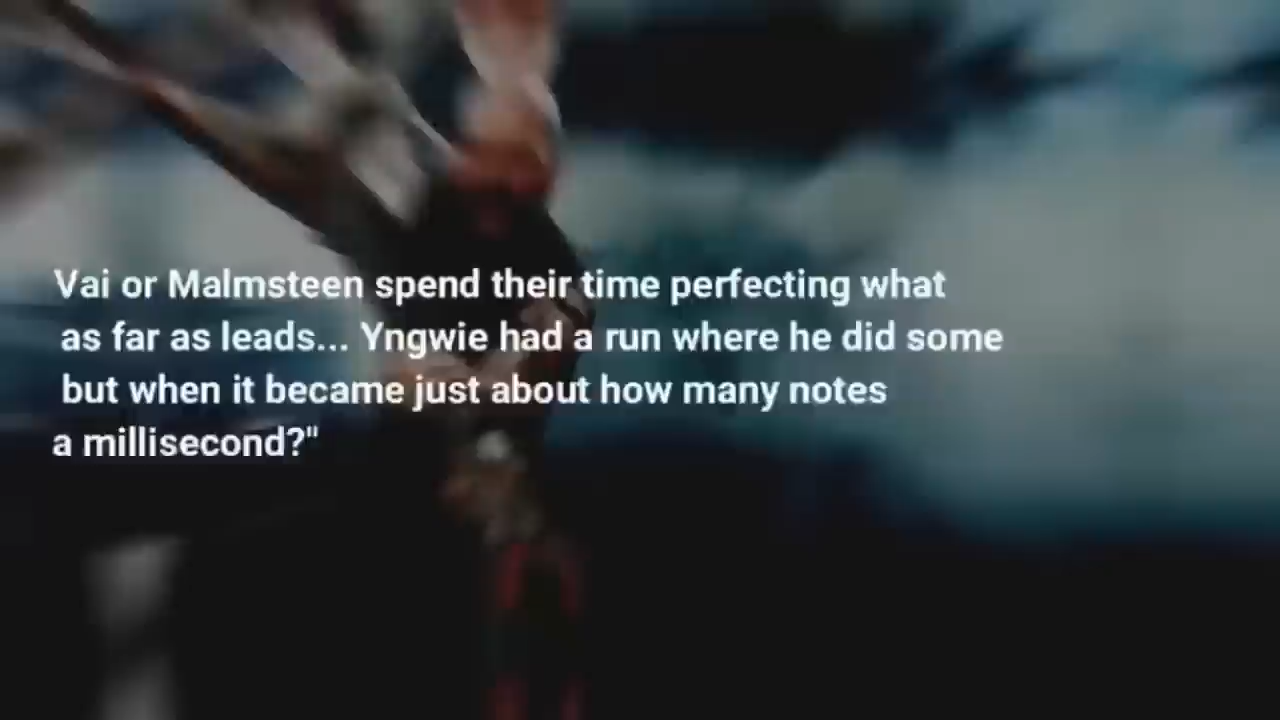 Vai or Malmsteen spend their time perfecting what
as far as leads... Yngwie had a run where he did some
but when it became just about how many notes
a millisecond?"